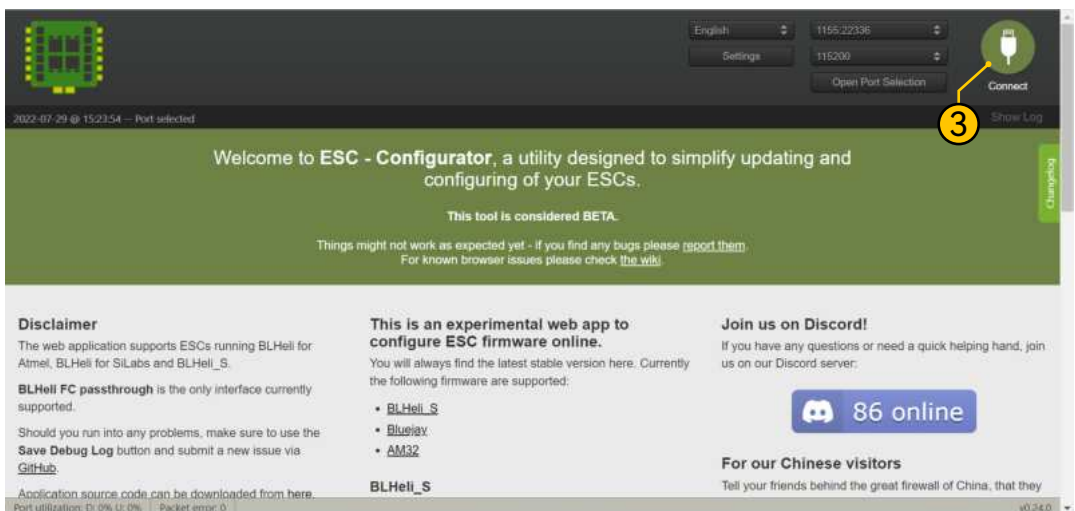 English
1155:22336
Settings
115200
Open Port Selection
Connect
3
2022-07-29 @ 15:23:54 -- Port selected
Show Log
Welcome to ESC - Configurator, a utility designed to simplify updating and
configuring of your ESCs.
Changelog
This tool is considered BETA.
Things might not work as expected yet - if you find any bugs please report them.
For known browser issues please check the wiki.
Disclaimer
The web application supports ESCs running BLHeli for
Atmel, BLHeli for SiLabs and BLHeli_S.
BLHeli FC passthrough is the only interface currently
supported.
Should you run into any problems, make sure to use the
Save Debug Log button and submit a new issue via
GitHub.
Application source code can be downloaded from here.
This is an experimental web app to
configure ESC firmware online.
You will always find the latest stable version here. Currently
the following firmware are supported:
• BLHeli_S
• Bluejay
• AM32
BLHeli_S
Join us on Discord!
If you have any questions or need a quick helping hand, join
us on our Discord server:
86 online
For our Chinese visitors
Tell your friends behind the great firewall of China, that they
Port utilization: D: 0% U: 0%
Packet error: 0
v0.24.0